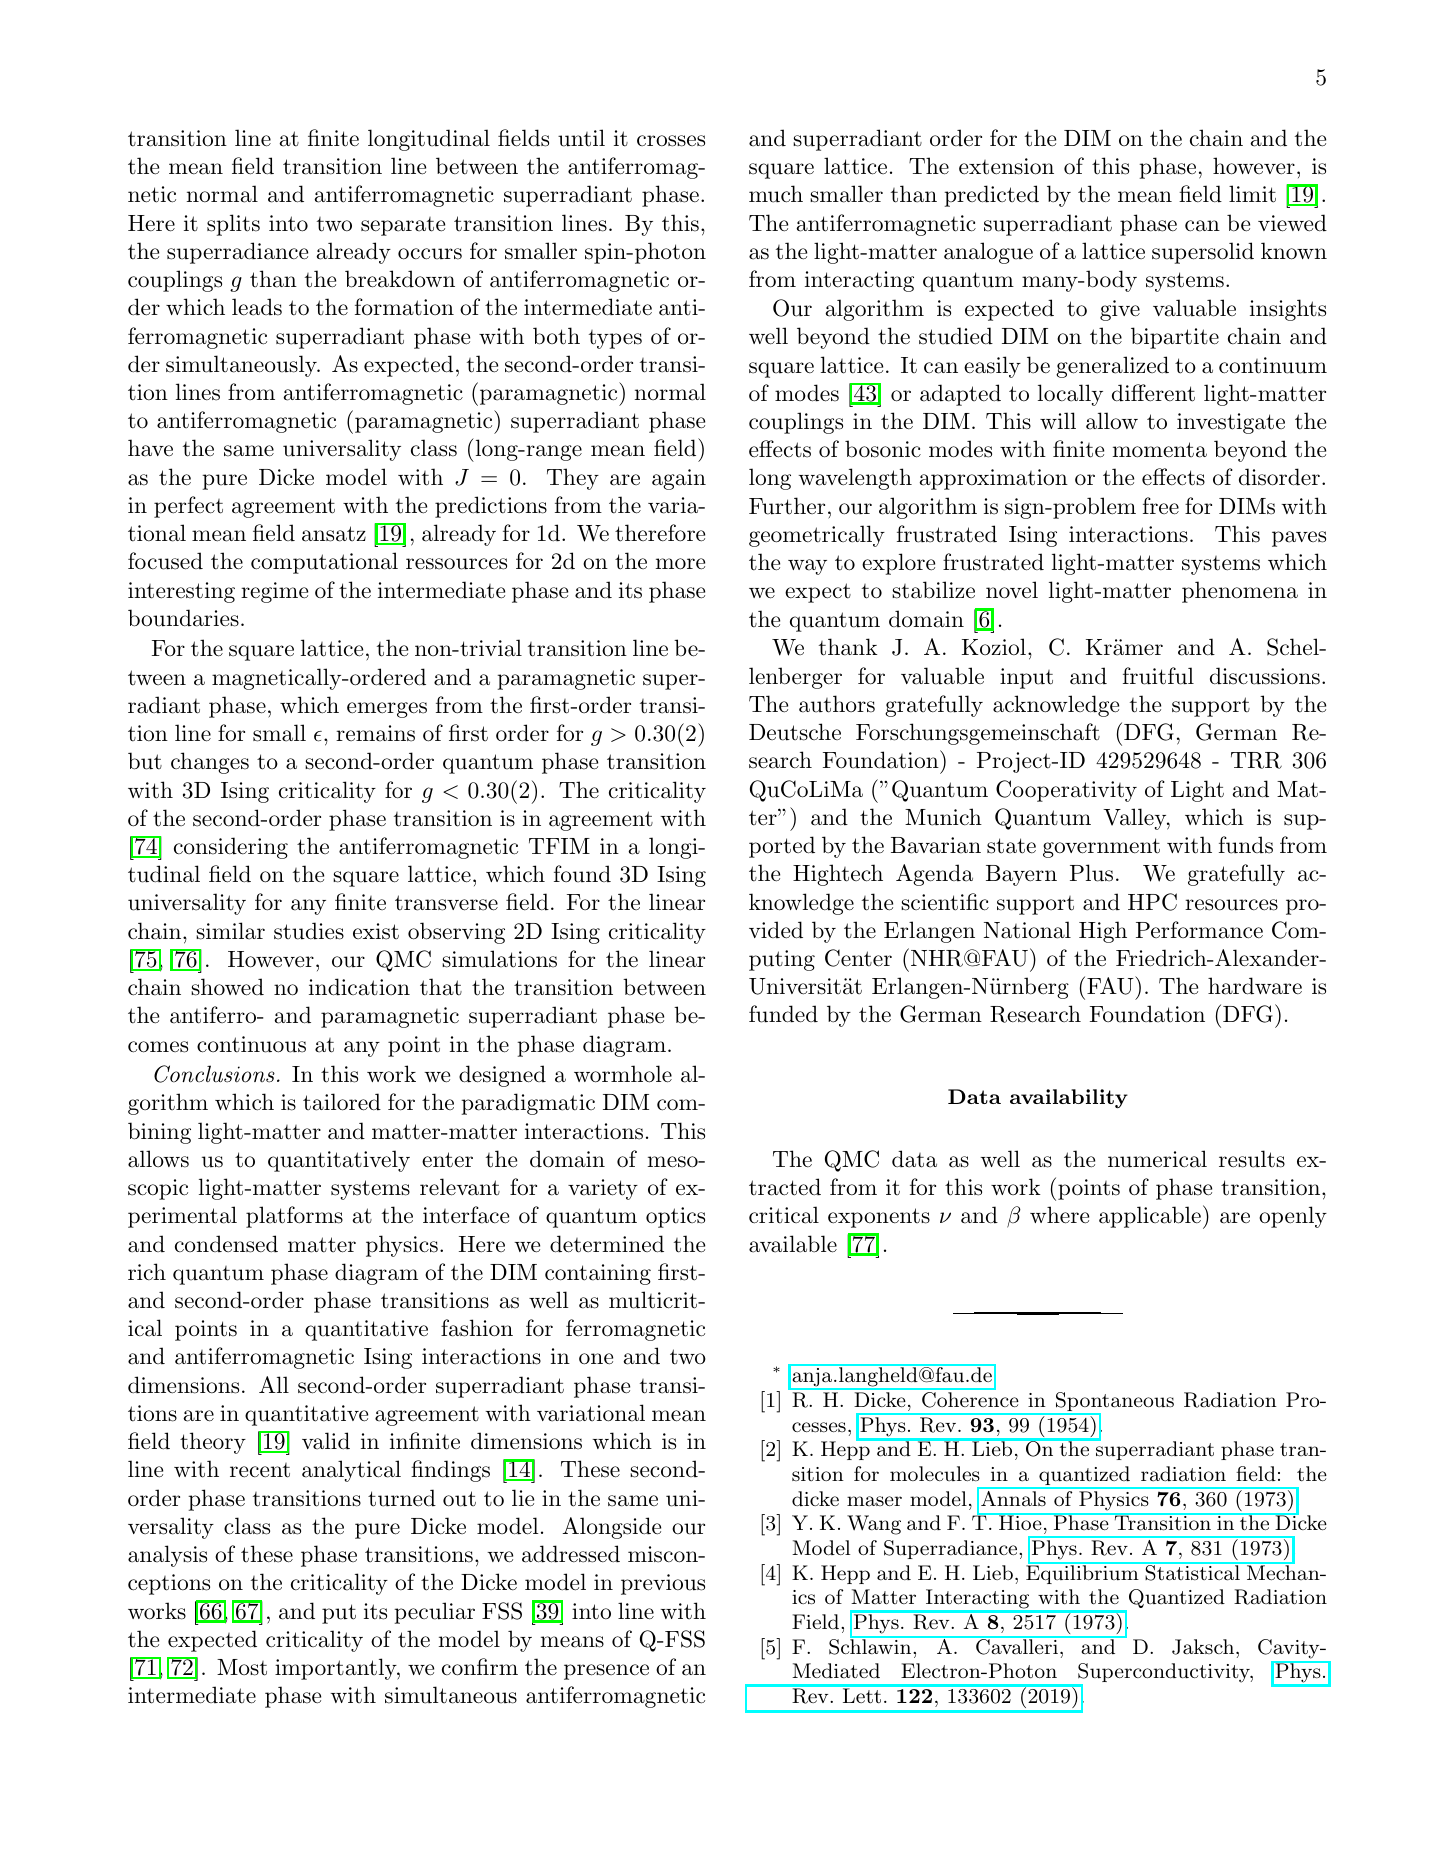 5
transition line at finite longitudinal fields until it crosses
the mean field transition line between the antiferromag-
netic normal and antiferromagnetic superradiant phase.
Here it splits into two separate transition lines. By this,
the superradiance already occurs for smaller spin-photon
couplings g than the breakdown of antiferromagnetic or-
der which leads to the formation of the intermediate anti-
ferromagnetic superradiant phase with both types of or-
der simultaneously. As expected, the second-order transi-
tion lines from antiferromagnetic (paramagnetic) normal
to antiferromagnetic (paramagnetic) superradiant phase
have the same universality class (long-range mean field)
as the pure Dicke model with J = 0. They are again
in perfect agreement with the predictions from the varia-
tional mean field ansatz [19], already for 1d. We therefore
focused the computational ressources for 2d on the more
interesting regime of the intermediate phase and its phase
boundaries.
For the square lattice, the non-trivial transition line be-
tween a magnetically-ordered and a paramagnetic super-
radiant phase, which emerges from the first-order transi-
tion line for small ϵ, remains of first order for g > 0.30(2)
but changes to a second-order quantum phase transition
with 3D Ising criticality for g < 0.30(2). The criticality
of the second-order phase transition is in agreement with
[74] considering the antiferromagnetic TFIM in a longi-
tudinal field on the square lattice, which found 3D Ising
universality for any finite transverse field. For the linear
chain, similar studies exist observing 2D Ising criticality
[75, 76]. However, our QMC simulations for the linear
chain showed no indication that the transition between
the antiferro- and paramagnetic superradiant phase be-
comes continuous at any point in the phase diagram.
Conclusions. In this work we designed a wormhole al-
gorithm which is tailored for the paradigmatic DIM com-
bining light-matter and matter-matter interactions. This
allows us to quantitatively enter the domain of meso-
scopic light-matter systems relevant for a variety of ex-
perimental platforms at the interface of quantum optics
and condensed matter physics. Here we determined the
rich quantum phase diagram of the DIM containing first-
and second-order phase transitions as well as multicrit-
ical points in a quantitative fashion for ferromagnetic
and antiferromagnetic Ising interactions in one and two
dimensions. All second-order superradiant phase transi-
tions are in quantitative agreement with variational mean
field theory [19] valid in infinite dimensions which is in
line with recent analytical findings [14]. These second-
order phase transitions turned out to lie in the same uni-
versality class as the pure Dicke model. Alongside our
analysis of these phase transitions, we addressed miscon-
ceptions on the criticality of the Dicke model in previous
works [66, 67], and put its peculiar FSS [39] into line with
the expected criticality of the model by means of Q-FSS
[71, 72]. Most importantly, we confirm the presence of an
intermediate phase with simultaneous antiferromagnetic
and superradiant order for the DIM on the chain and the
square lattice. The extension of this phase, however, is
much smaller than predicted by the mean field limit [19].
The antiferromagnetic superradiant phase can be viewed
as the light-matter analogue of a lattice supersolid known
from interacting quantum many-body systems.
Our algorithm is expected to give valuable insights
well beyond the studied DIM on the bipartite chain and
square lattice. It can easily be generalized to a continuum
of modes [43] or adapted to locally different light-matter
couplings in the DIM. This will allow to investigate the
effects of bosonic modes with finite momenta beyond the
long wavelength approximation or the effects of disorder.
Further, our algorithm is sign-problem free for DIMs with
geometrically frustrated Ising interactions. This paves
the way to explore frustrated light-matter systems which
we expect to stabilize novel light-matter phenomena in
the quantum domain [6].
We thank J. A. Koziol, C. Krämer and A. Schel-
lenberger for valuable input and fruitful discussions.
The authors gratefully acknowledge the support by the
Deutsche Forschungsgemeinschaft (DFG, German Re-
search Foundation) - Project-ID 429529648 - TRR 306
QuCoLiMa (”Quantum Cooperativity of Light and Mat-
ter”) and the Munich Quantum Valley, which is sup-
ported by the Bavarian state government with funds from
the Hightech Agenda Bayern Plus. We gratefully ac-
knowledge the scientific support and HPC resources pro-
vided by the Erlangen National High Performance Com-
puting Center (NHR@FAU) of the Friedrich-Alexander-
Universität Erlangen-Nürnberg (FAU). The hardware is
funded by the German Research Foundation (DFG).
Data availability
The QMC data as well as the numerical results ex-
tracted from it for this work (points of phase transition,
critical exponents ν and β where applicable) are openly
available [77].
* anja.langheld@fau.de
[1] R. H. Dicke, Coherence in Spontaneous Radiation Pro-
cesses, Phys. Rev. 93, 99 (1954).
[2] K. Hepp and E. H. Lieb, On the superradiant phase tran-
sition for molecules in a quantized radiation field: the
dicke maser model, Annals of Physics 76, 360 (1973).
[3] Y. K. Wang and F. T. Hioe, Phase Transition in the Dicke
Model of Superradiance, Phys. Rev. A 7, 831 (1973).
[4] K. Hepp and E. H. Lieb, Equilibrium Statistical Mechan-
ics of Matter Interacting with the Quantized Radiation
Field, Phys. Rev. A 8, 2517 (1973).
[5] F. Schlawin, A. Cavalleri, and D. Jaksch, Cavity-
Mediated Electron-Photon Superconductivity, Phys.
Rev. Lett. 122, 133602 (2019).